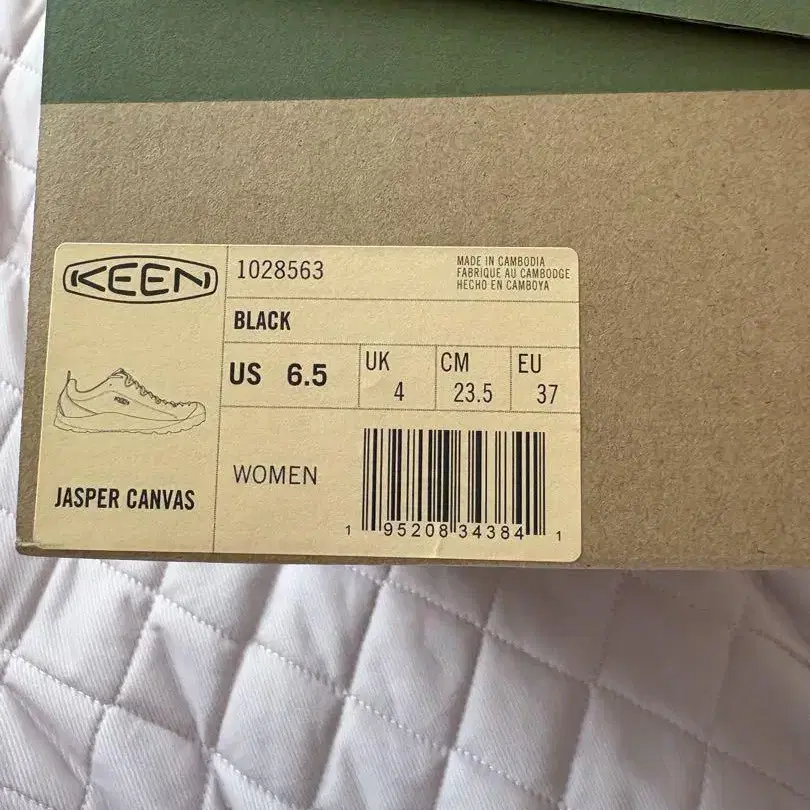 KEEN
1028563
MADE IN CAMBODIA
FABRIQUE AU CAMBODGE
HECHO EN CAMBOYA
BLACK
US 6.5
UK 4
CM 23.5
EU 37
KEEN
JASPER CANVAS
WOMEN
1 95208 34384 1